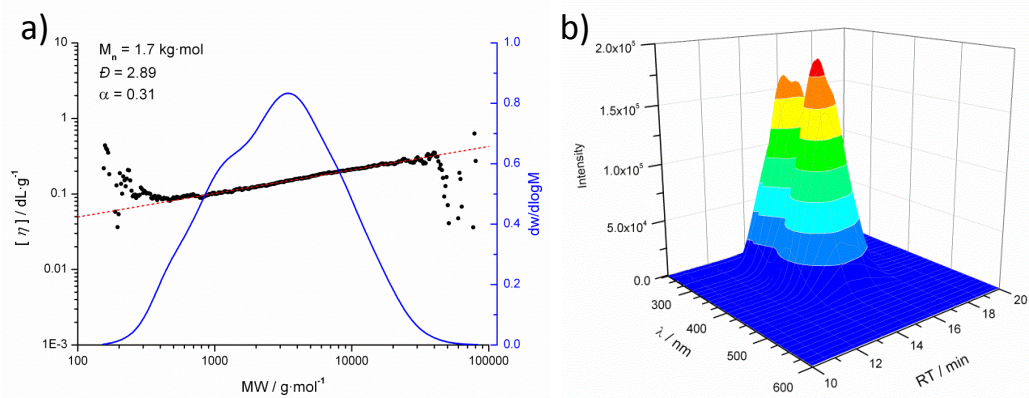 a)
M_n = 1.7 kg·mol
Đ = 2.89
α = 0.31
10
1
0.1
0.01
1E-3
[ η ] / dL·g⁻¹
100
1000
10000
100000
MW / g·mol⁻¹
1.0
0.8
0.6
0.4
0.2
0.0
dw/dlogM
b)
2.0x10⁵
1.5x10⁵
1.0x10⁵
5.0x10⁴
0.0
Intensity
300
400
500
600
λ / nm
10
12
14
16
18
20
RT / min